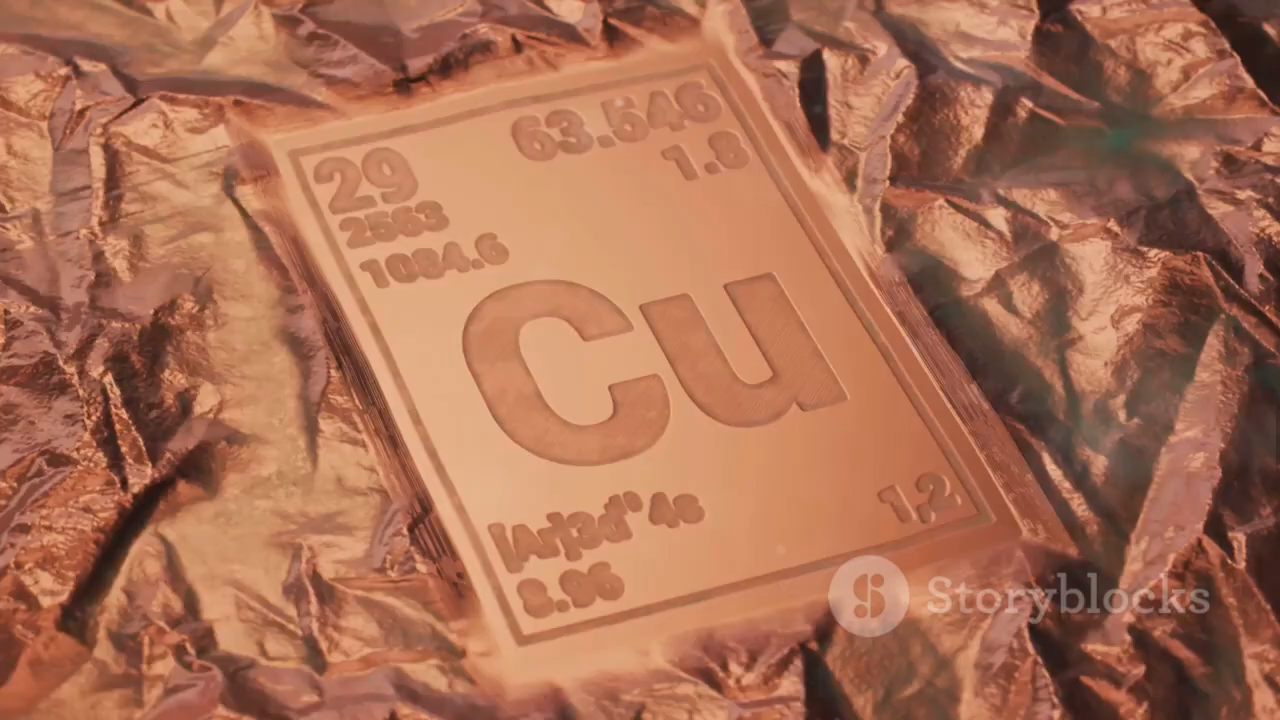 29 63.546
2563 1.8
1084.6
Cu
[Ar]3d¹⁰4s
1,2
8.96
Storyblocks